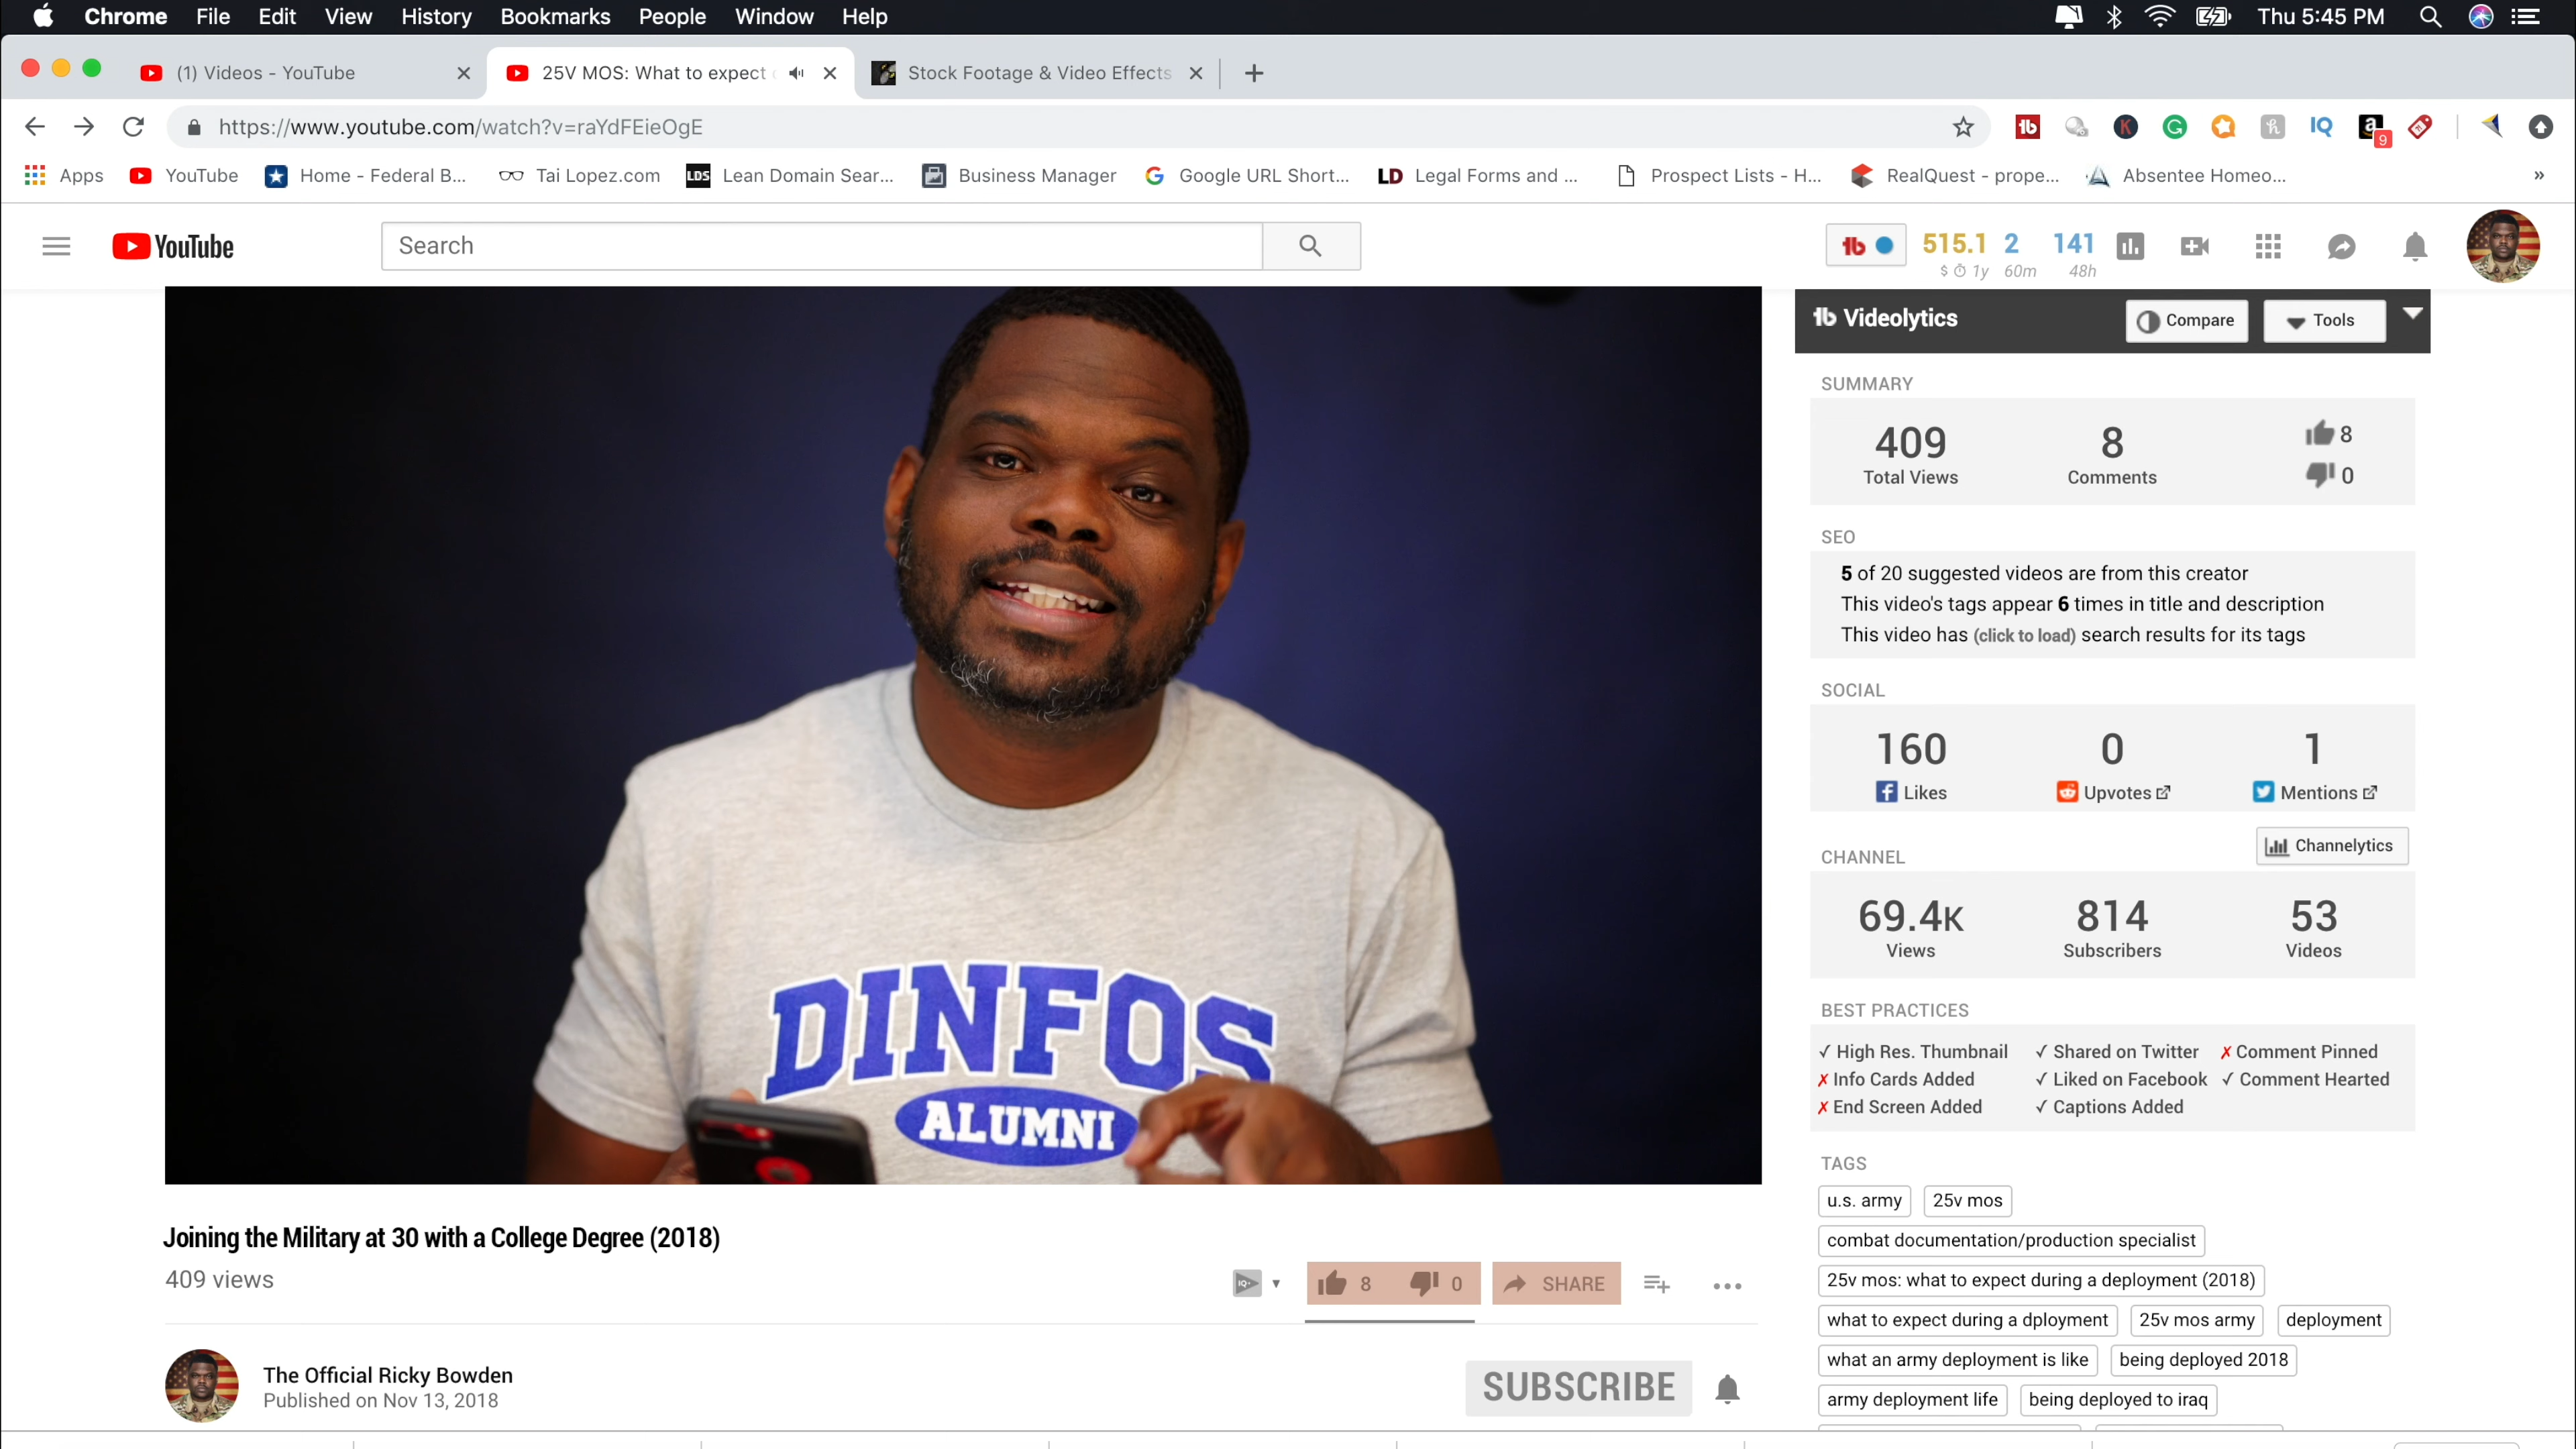 Chrome File Edit View History Bookmarks People Window Help Thu 5:45 PM
(1) Videos - YouTube 25V MOS: What to expect Stock Footage & Video Effects
https://www.youtube.com/watch?v=raYdFEieOgE
9
Apps YouTube Home - Federal B... Tai Lopez.com LDS Lean Domain Sear... Business Manager Google URL Short... LD Legal Forms and ... Prospect Lists - H... RealQuest - prope... Absentee Homeo... »
YouTube Search 515.1 2 141
$ 1y 60m 48h
Videolytics Compare Tools
SUMMARY
409 8 8
Total Views Comments 0
SEO
5 of 20 suggested videos are from this creator
This video's tags appear 6 times in title and description
This video has (click to load) search results for its tags
SOCIAL
160 0 1
Likes Upvotes Mentions
Channelytics
CHANNEL
69.4K 814 53
Views Subscribers Videos
BEST PRACTICES
✓ High Res. Thumbnail ✓ Shared on Twitter ✗ Comment Pinned
✗ Info Cards Added ✓ Liked on Facebook ✓ Comment Hearted
✗ End Screen Added ✓ Captions Added
TAGS
u.s. army 25v mos
combat documentation/production specialist
25v mos: what to expect during a deployment (2018)
what to expect during a dployment 25v mos army deployment
what an army deployment is like being deployed 2018
army deployment life being deployed to iraq
DINFOS
ALUMNI
Joining the Military at 30 with a College Degree (2018)
409 views
8 0 SHARE
The Official Ricky Bowden
Published on Nov 13, 2018
SUBSCRIBE